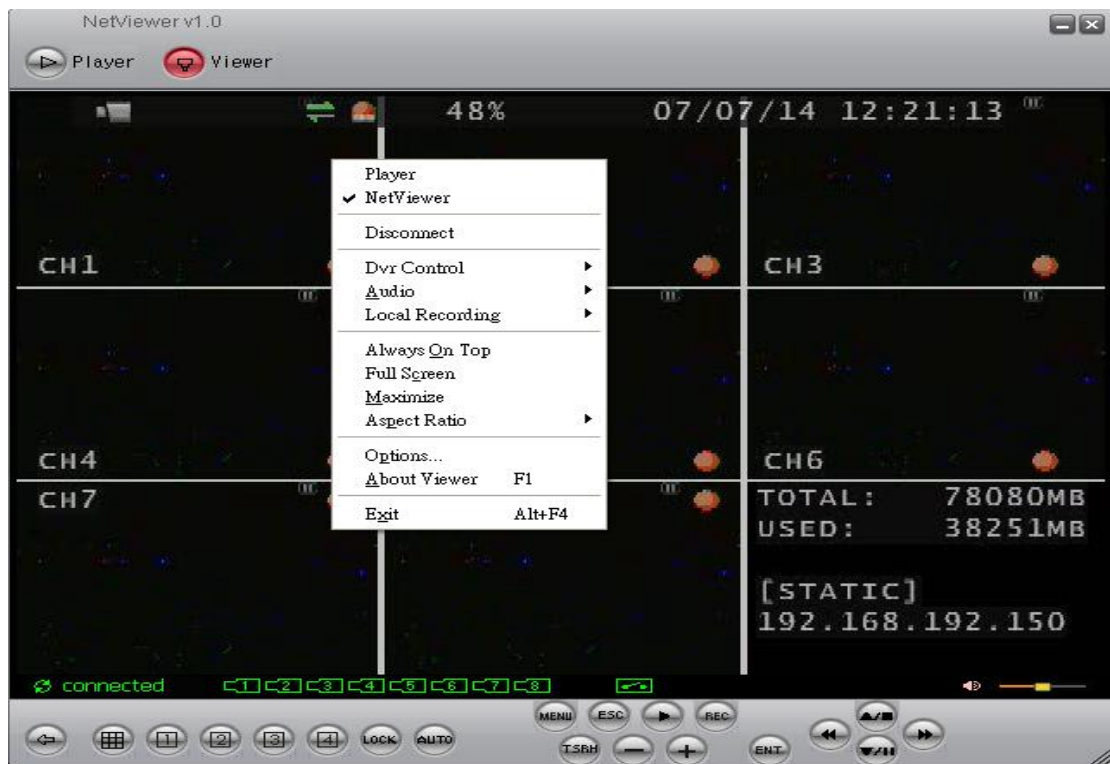 NetViewer v1.0
Player Viewer
48% 07/07/14 12:21:13
Player
NetViewer
Disconnect
Dvr Control
Audio
Local Recording
Always On Top
Full Screen
Maximize
Aspect Ratio
Options...
About Viewer F1
Exit Alt+F4
CH1
CH3
CH4
CH6
CH7
TOTAL: 78080MB
USED: 38251MB
[STATIC]
192.168.192.150
connected 1 2 3 4 5 6 7 8
MENU ESC REC
1 2 3 4 LOCK AUTO
TSRH ENT